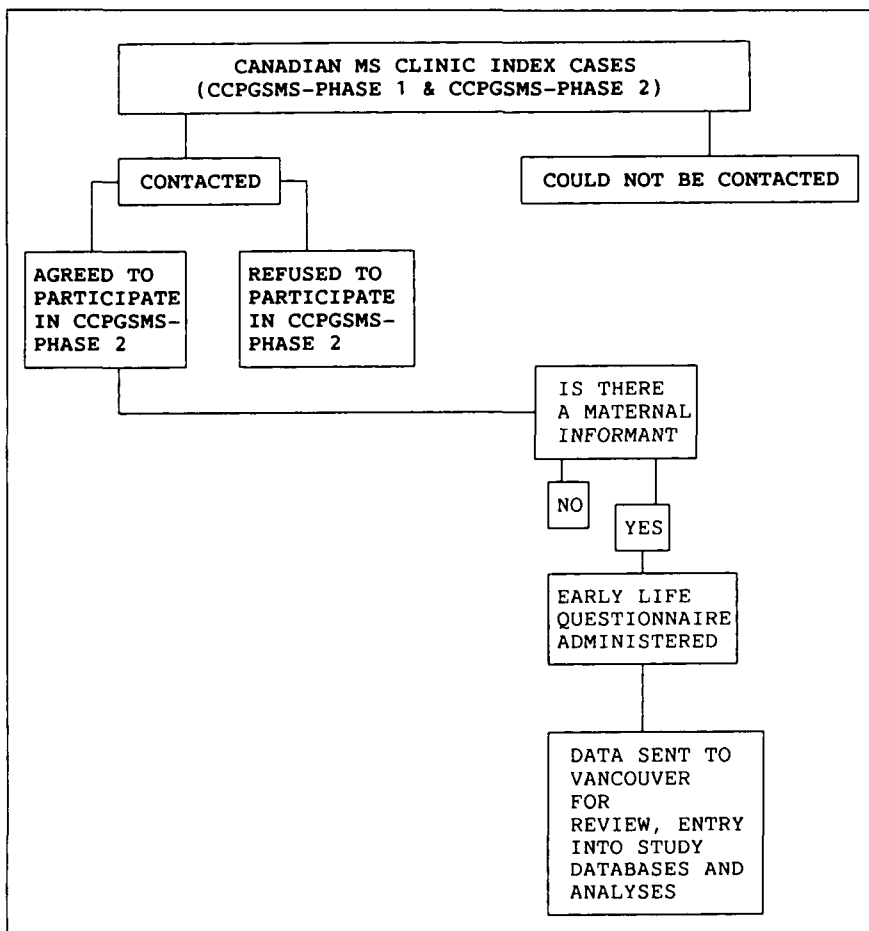 CANADIAN MS CLINIC INDEX CASES
(CCPGSMS-PHASE 1 & CCPGSMS-PHASE 2)
CONTACTED
COULD NOT BE CONTACTED
AGREED TO
PARTICIPATE
IN CCPGSMS-
PHASE 2
REFUSED TO
PARTICIPATE
IN CCPGSMS-
PHASE 2
IS THERE
A MATERNAL
INFORMANT
NO
YES
EARLY LIFE
QUESTIONNAIRE
ADMINISTERED
DATA SENT TO
VANCOUVER
FOR
REVIEW, ENTRY
INTO STUDY
DATABASES AND
ANALYSES